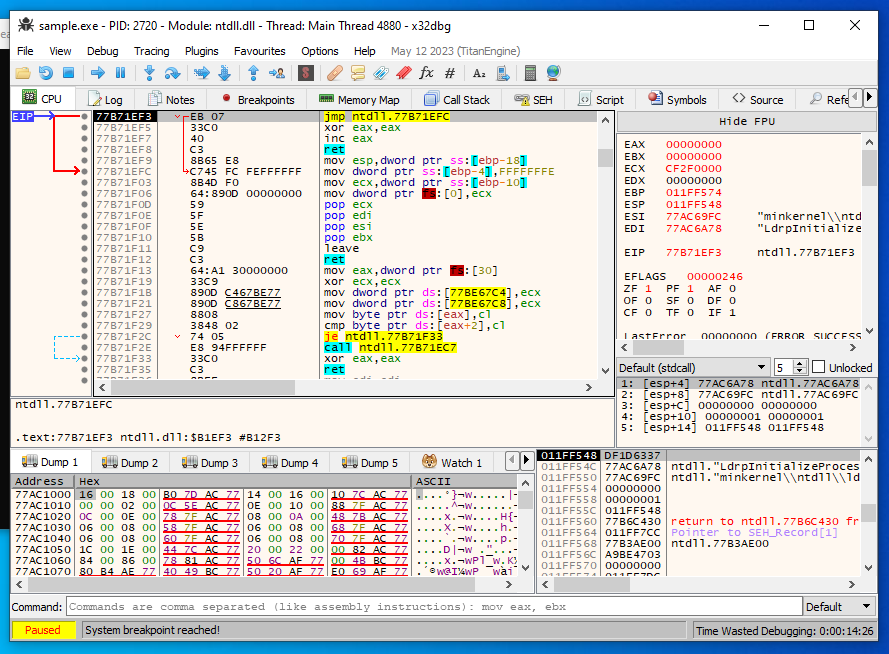 sample.exe - PID: 2720 - Module: ntdll.dll - Thread: Main Thread 4880 - x32dbg
File View Debug Tracing Plugins Favourites Options Help May 12 2023 (TitanEngine)
CPU Log Notes Breakpoints Memory Map Call Stack SEH Script Symbols Source Refe
EIP
77B71EF3 EB 07 jmp ntdll.77B71EFC
77B71EF5 33C0 xor eax,eax
77B71EF7 40 inc eax
77B71EF8 C3 ret
77B71EF9 8B65 E8 mov esp,dword ptr ss:[ebp-18]
77B71EFC C745 FC FEFFFFFF mov dword ptr ss:[ebp-4],FFFFFFFE
77B71F03 8B4D F0 mov ecx,dword ptr ss:[ebp-10]
77B71F06 64:890D 00000000 mov dword ptr fs:[0],ecx
77B71F0D 59 pop ecx
77B71F0E 5F pop edi
77B71F0F 5E pop esi
77B71F10 5B pop ebx
77B71F11 C9 leave
77B71F12 C3 ret
77B71F13 64:A1 30000000 mov eax,dword ptr fs:[30]
77B71F19 33C9 xor ecx,ecx
77B71F1B 890D C467BE77 mov dword ptr ds:[77BE67C4],ecx
77B71F21 890D C867BE77 mov dword ptr ds:[77BE67C8],ecx
77B71F27 8808 mov byte ptr ds:[eax],cl
77B71F29 3848 02 cmp byte ptr ds:[eax+2],cl
77B71F2C 74 05 je ntdll.77B71F33
77B71F2E E8 94FFFFFF call ntdll.77B71EC7
77B71F33 33C0 xor eax,eax
77B71F35 C3 ret
Hide FPU
EAX 00000000
EBX 00000000
ECX CF2F0000
EDX 00000000
EBP 011FF574
ESP 011FF548
ESI 77AC69FC "minkernel\\ntd
EDI 77AC6A78 "LdrpInitialize
EIP 77B71EF3 ntdll.77B71EF3
EFLAGS 00000246
ZF 1 PF 1 AF 0
OF 0 SF 0 DF 0
CF 0 TF 0 IF 1
LastError 00000000 (ERROR_SUCCESS
Default (stdcall) 5 Unlocked
1: [esp+4] 77AC6A78 ntdll.77AC6A78
2: [esp+8] 77AC69FC ntdll.77AC69FC
3: [esp+C] 00000000 00000000
4: [esp+10] 00000001 00000001
5: [esp+14] 011FF548 011FF548
ntdll.77B71EFC
.text:77B71EF3 ntdll.dll:$B1EF3 #B12F3
Dump 1 Dump 2 Dump 3 Dump 4 Dump 5 Watch 1
Address Hex ASCII
77AC1000 16 00 18 00 B0 7D AC 77 14 00 16 00 10 7C AC 77
77AC1010 00 00 02 00 0C 5E AC 77 0E 00 10 00 88 7F AC 77
77AC1020 0C 00 0E 00 78 7F AC 77 08 00 0A 00 48 7B AC 77
77AC1030 06 00 08 00 58 7F AC 77 06 00 08 00 68 7F AC 77
77AC1040 06 00 08 00 60 7F AC 77 06 00 08 00 70 7F AC 77
77AC1050 1C 00 1E 00 44 7C AC 77 20 00 22 00 00 82 AC 77
77AC1060 84 00 86 00 78 81 AC 77 50 6C AF 77 00 4B BC 77
77AC1070 80 B4 AE 77 40 49 BC 77 50 20 AF 77 E0 69 AF 77
011FF548 DF1D6337
011FF54C 77AC6A78 ntdll."LdrpInitializeProces
011FF550 77AC69FC ntdll."minkernel\\ntdll\\ld
011FF554 00000000
011FF558 00000001
011FF55C 011FF548
011FF560 77B6C430 return to ntdll.77B6C430 fr
011FF564 011FF7CC Pointer to SEH_Record[1]
011FF568 77B3AE00 ntdll.77B3AE00
011FF56C A9BE4703
011FF570 00000000
Command: Commands are comma separated (like assembly instructions): mov eax, ebx Default
Paused System breakpoint reached! Time Wasted Debugging: 0:00:14:26